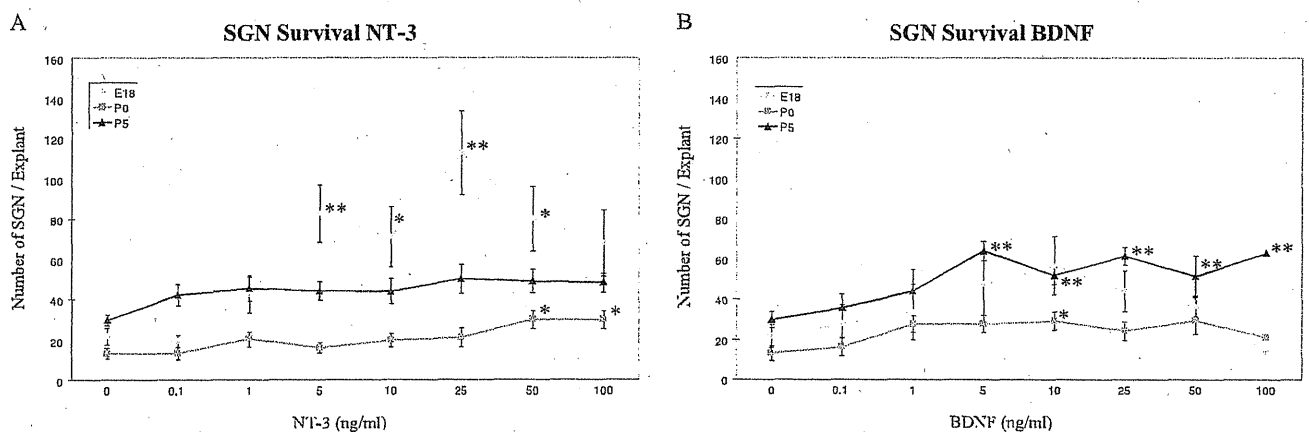 A
SGN Survival NT-3
Number of SGN / Explant
160
140
120
100
80
60
40
20
0
E18
P0
P5
**
*
**
*
*
*
0 0.1 1 5 10 25 50 100
NT-3 (ng/ml)
B
SGN Survival BDNF
Number of SGN / Explant
160
140
120
100
80
60
40
20
0
E18
P0
P5
**
**
*
**
**
**
0 0.1 1 5 10 25 50 100
BDNF (ng/ml)